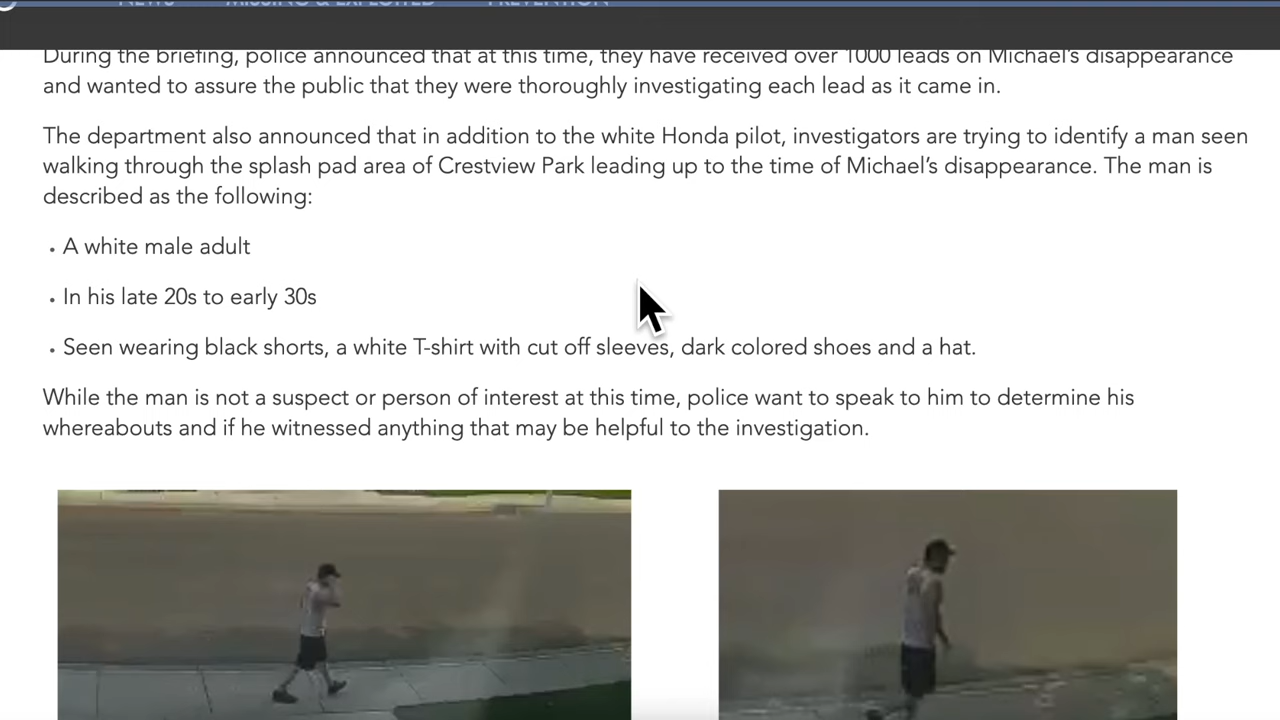 NEWS MISSING & EXPLOITED PREVENTION
During the briefing, police announced that at this time, they have received over 1000 leads on Michael's disappearance
and wanted to assure the public that they were thoroughly investigating each lead as it came in.
The department also announced that in addition to the white Honda pilot, investigators are trying to identify a man seen
walking through the splash pad area of Crestview Park leading up to the time of Michael’s disappearance. The man is
described as the following:
• A white male adult
• In his late 20s to early 30s
• Seen wearing black shorts, a white T-shirt with cut off sleeves, dark colored shoes and a hat.
While the man is not a suspect or person of interest at this time, police want to speak to him to determine his
whereabouts and if he witnessed anything that may be helpful to the investigation.